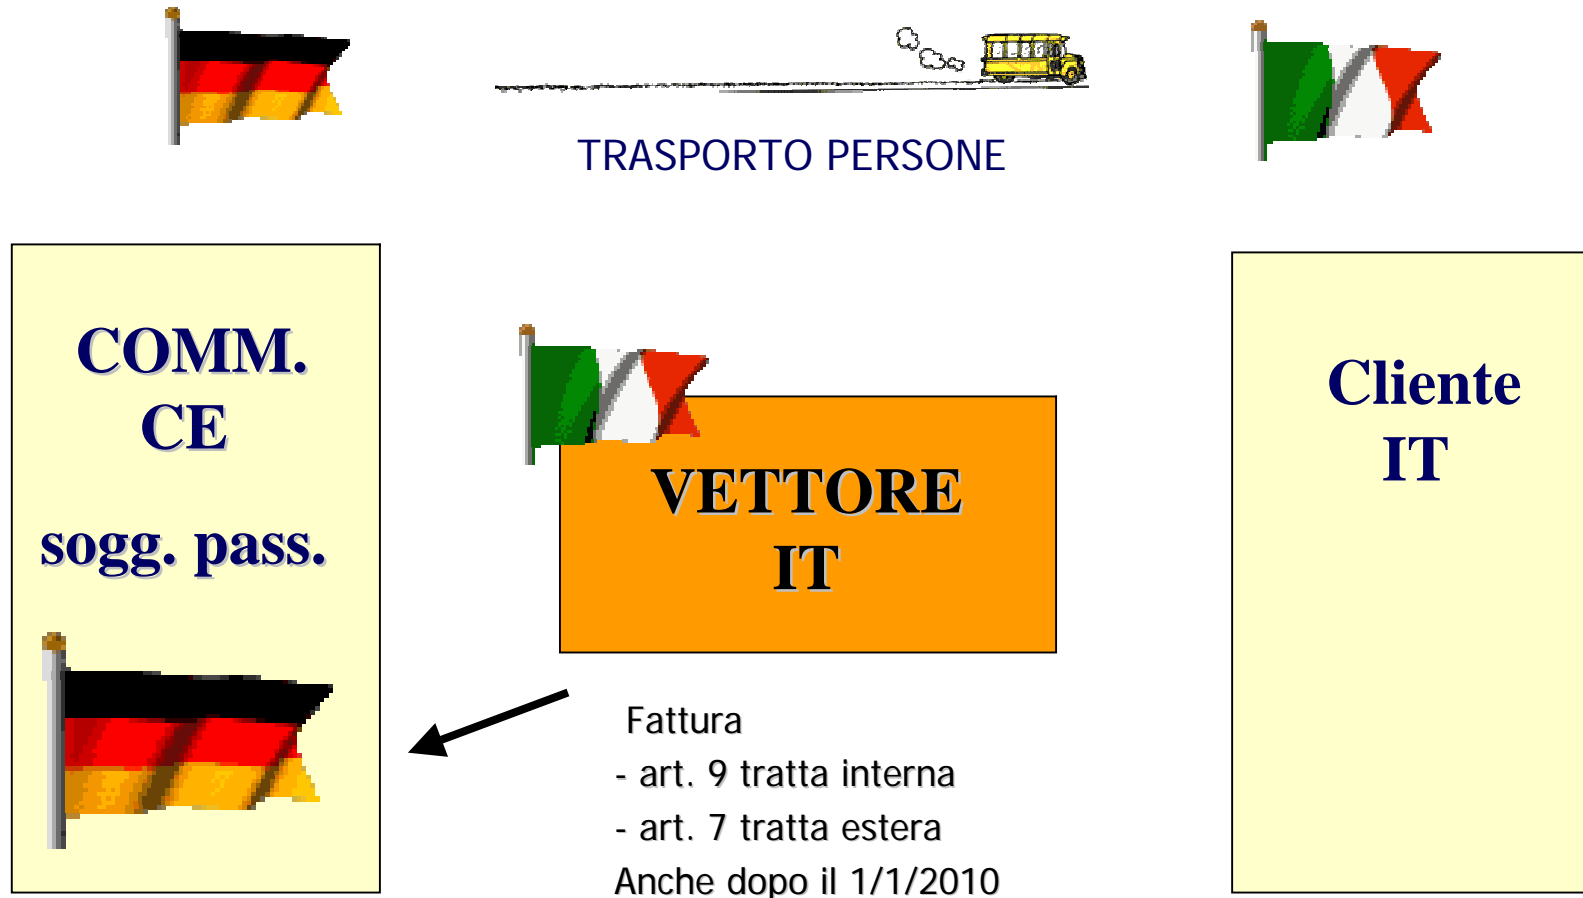 TRASPORTO PERSONE
COMM.
CE
sogg. pass.
VETTORE
IT
Cliente
IT
Fattura
- art. 9 tratta interna
- art. 7 tratta estera
Anche dopo il 1/1/2010